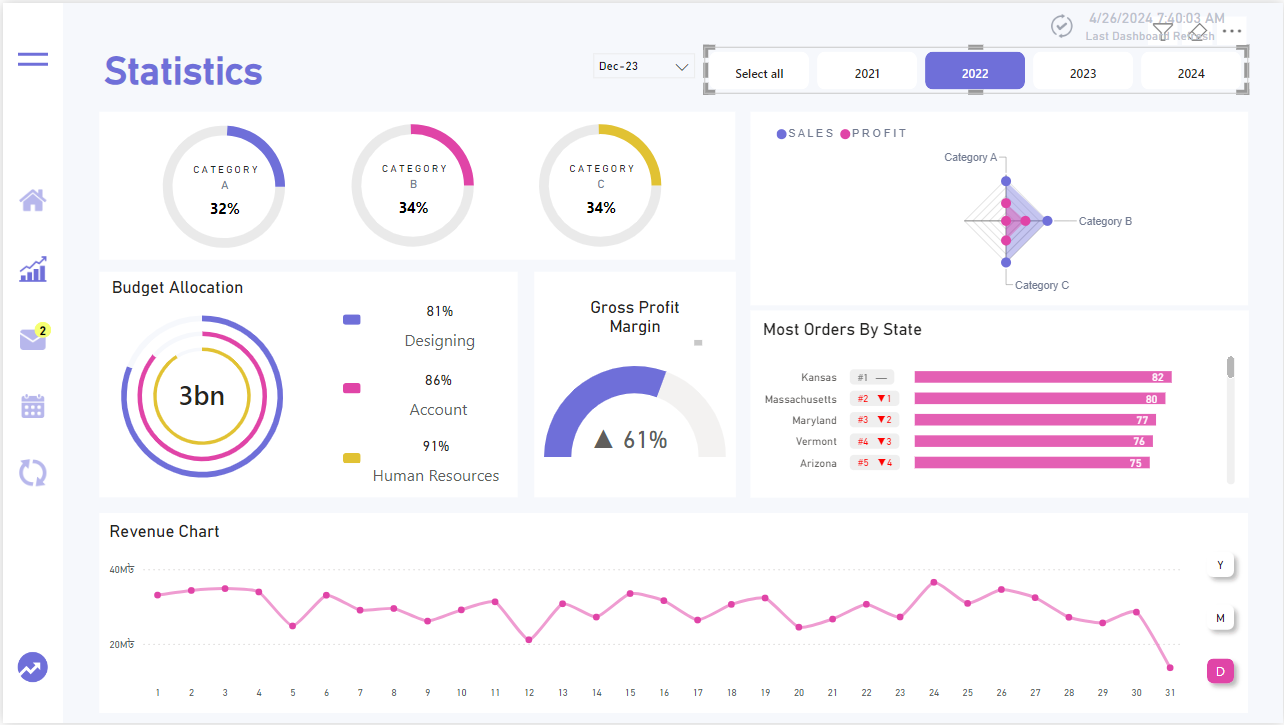 4/26/2024 7:40:03 AM
Last Dashboard Refresh
Statistics
Dec-23
Select all
2021
2022
2023
2024
CATEGORY
A
32%
CATEGORY
B
34%
CATEGORY
C
34%
SALES PROFIT
Category A
Category B
Category C
2
Budget Allocation
3bn
81%
Designing
86%
Account
91%
Human Resources
Gross Profit
Margin
▲ 61%
Most Orders By State
Kansas #1 — 82
Massachusetts #2 ▼1 80
Maryland #3 ▼2 77
Vermont #4 ▼3 76
Arizona #5 ▼4 75
Revenue Chart
Y
M
D
1 2 3 4 5 6 7 8 9 10 11 12 13 14 15 16 17 18 19 20 21 22 23 24 25 26 27 28 29 30 31